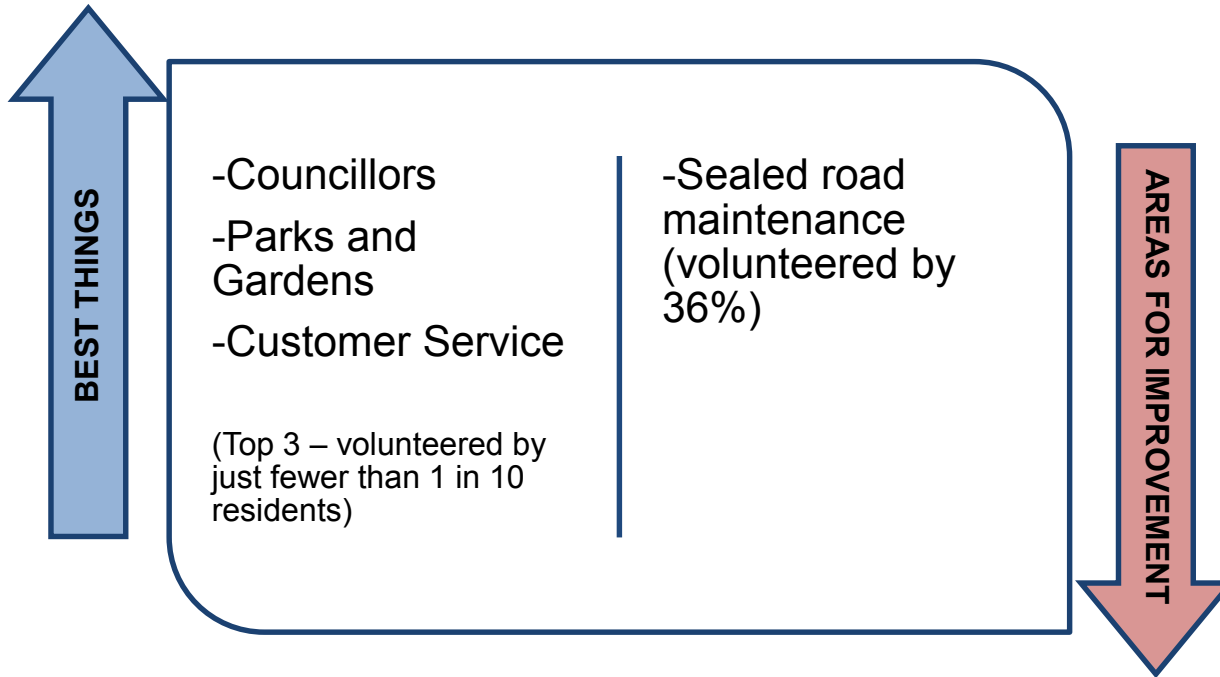 BEST THINGS
-Councillors
-Parks and
Gardens
-Customer Service
(Top 3 – volunteered by
just fewer than 1 in 10
residents)
-Sealed road
maintenance
(volunteered by
36%)
AREAS FOR IMPROVEMENT